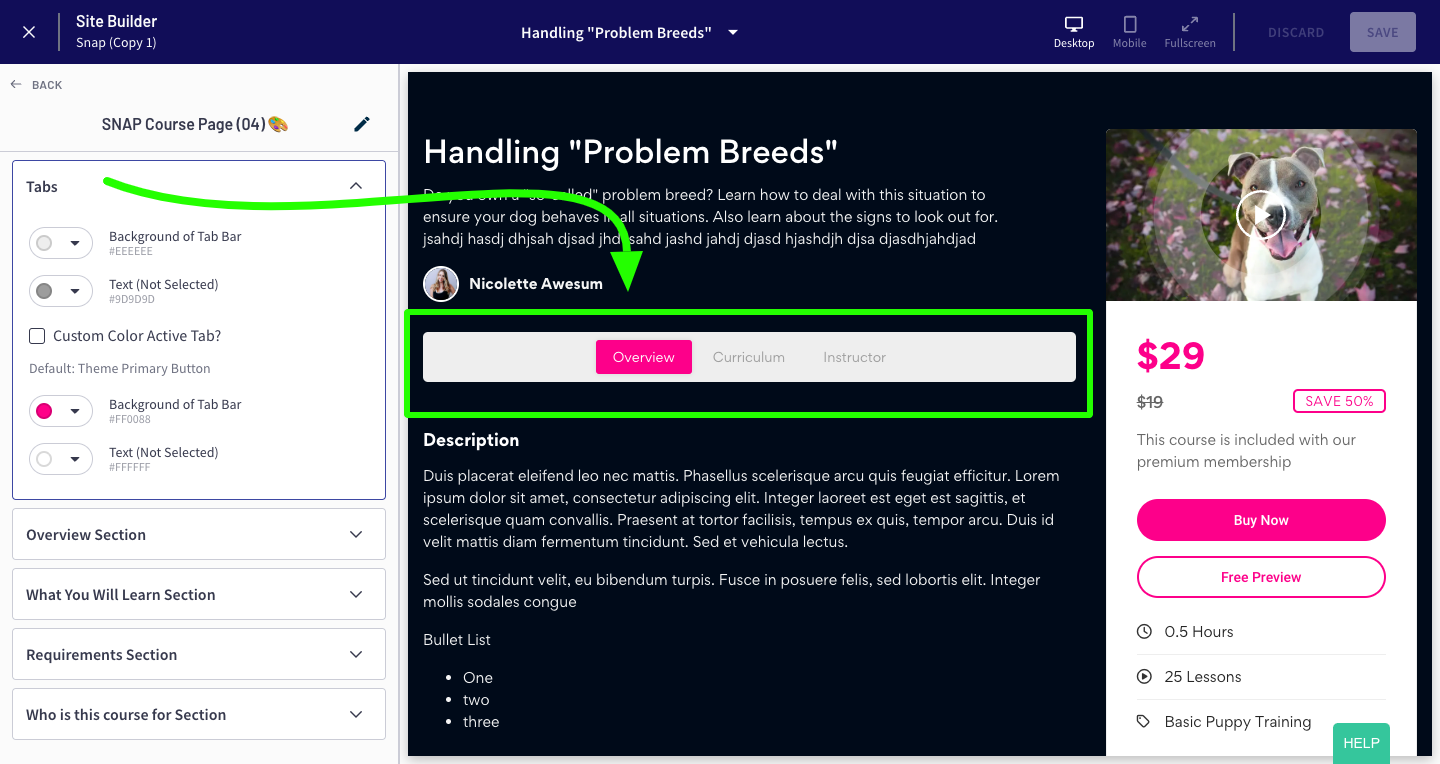 Site Builder
Snap (Copy 1)
Handling "Problem Breeds"
Desktop
Mobile
Fullscreen
DISCARD
SAVE
BACK
SNAP Course Page (04)🎨
Tabs
Background of Tab Bar
#EEEEEE
Text (Not Selected)
#9D9D9D
Custom Color Active Tab?
Default: Theme Primary Button
Background of Tab Bar
#FF0088
Text (Not Selected)
#FFFFFF
Overview Section
What You Will Learn Section
Requirements Section
Who is this course for Section
Handling "Problem Breeds"
Do you own a "so-called" problem breed? Learn how to deal with this situation to
ensure your dog behaves in all situations. Also learn about the signs to look out for.
jsahdj hasdj dhjsah djsad sahd jashd jahdj djasd hjashdjh djsa djasdhjahdjad
Nicolette Awesum
Overview
Curriculum
Instructor
Description
Duis placerat eleifend leo nec mattis. Phasellus scelerisque arcu quis feugiat efficitur. Lorem
ipsum dolor sit amet, consectetur adipiscing elit. Integer laoreet est eget est sagittis, et
scelerisque quam convallis. Praesent at tortor facilisis, tempus ex quis, tempor arcu. Duis id
velit mattis diam fermentum tincidunt. Sed et vehicula lectus.
Sed ut tincidunt velit, eu bibendum turpis. Fusce in posuere felis, sed lobortis elit. Integer
mollis sodales congue
Bullet List
• One
• two
• three
$29
$19
SAVE 50%
This course is included with our
premium membership
Buy Now
Free Preview
0.5 Hours
25 Lessons
Basic Puppy Training
HELP